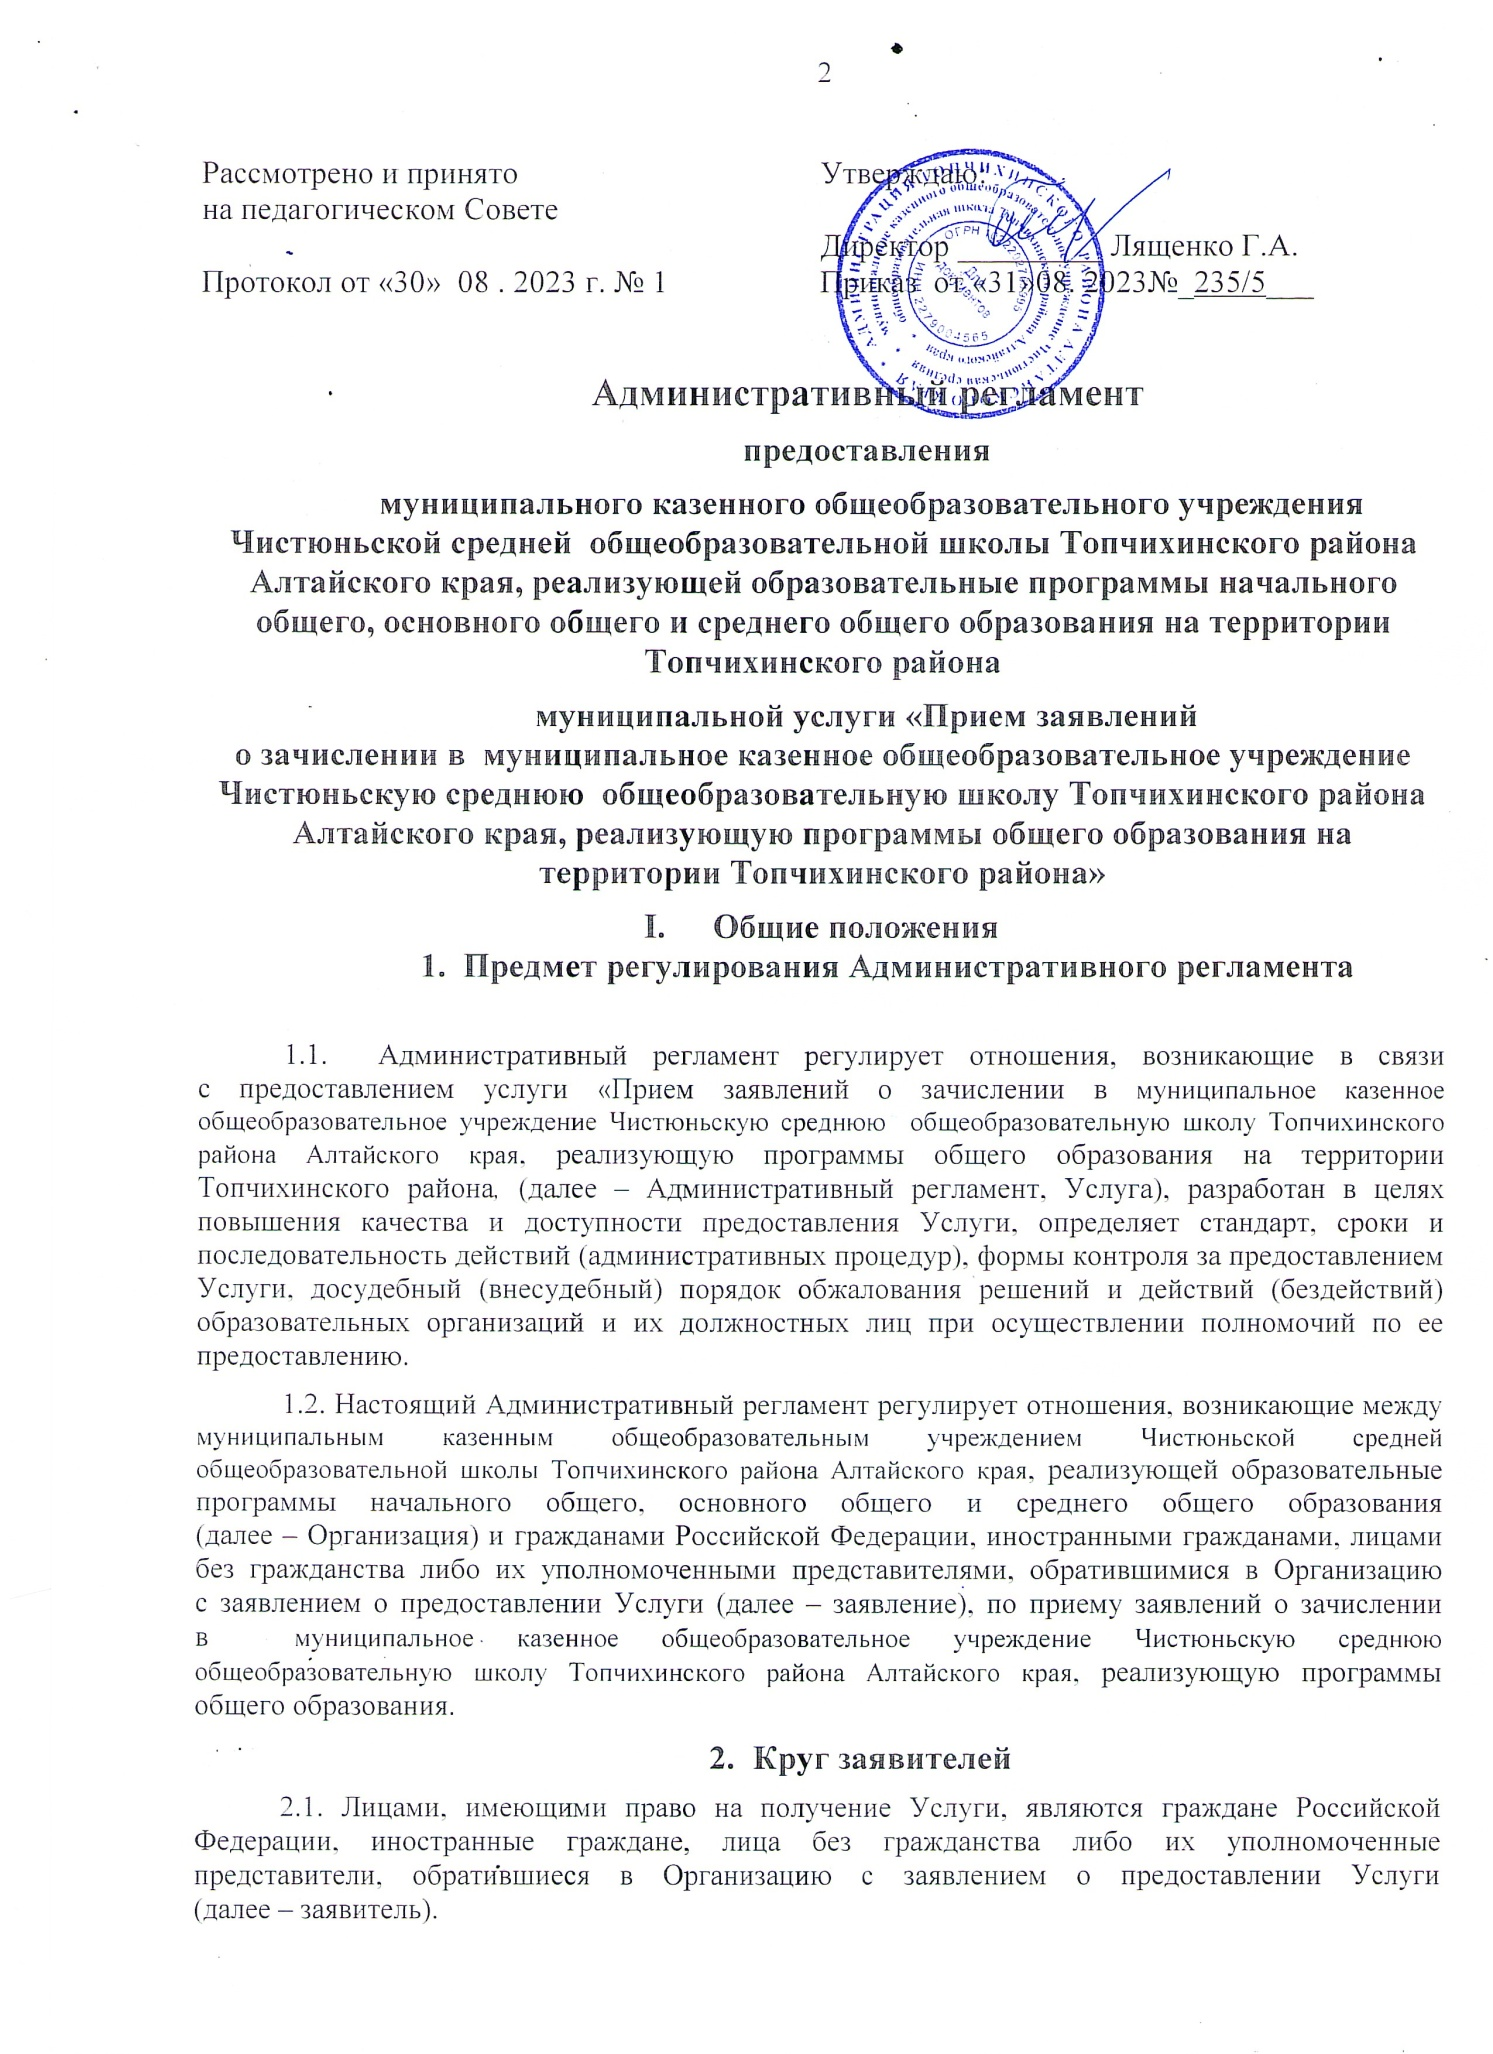 2
Рассмотрено и принято
на педагогическом Совете
Протокол от «30»  08 . 2023 г. № 1
Утверждаю:
Директор __________ Лященко Г.А.
Приказ  от «31»08. 2023№_235/5___
Для
документов
Административный регламент
предоставления
муниципального казенного общеобразовательного учреждения
Чистюньской средней  общеобразовательной школы Топчихинского района
Алтайского края, реализующей образовательные программы начального
общего, основного общего и среднего общего образования на территории
Топчихинского района
муниципальной услуги «Прием заявлений
о зачислении в  муниципальное казенное общеобразовательное учреждение
Чистюньскую среднюю  общеобразовательную школу Топчихинского района
Алтайского края, реализующую программы общего образования на
территории Топчихинского района»
I.      Общие положения
1.  Предмет регулирования Административного регламента
1.1.    Административный регламент регулирует отношения, возникающие в связи
с предоставлением услуги «Прием заявлений о зачислении в муниципальное казенное
общеобразовательное учреждение Чистюньскую среднюю  общеобразовательную школу Топчихинского
района Алтайского края, реализующую программы общего образования на территории
Топчихинского района, (далее – Административный регламент, Услуга), разработан в целях
повышения качества и доступности предоставления Услуги, определяет стандарт, сроки и
последовательность действий (административных процедур), формы контроля за предоставлением
Услуги, досудебный (внесудебный) порядок обжалования решений и действий (бездействий)
образовательных организаций и их должностных лиц при осуществлении полномочий по ее
предоставлению.
1.2. Настоящий Административный регламент регулирует отношения, возникающие между
муниципальным казенным общеобразовательным учреждением Чистюньской средней
общеобразовательной школы Топчихинского района Алтайского края, реализующей образовательные
программы начального общего, основного общего и среднего общего образования
(далее – Организация) и гражданами Российской Федерации, иностранными гражданами, лицами
без гражданства либо их уполномоченными представителями, обратившимися в Организацию
с заявлением о предоставлении Услуги (далее – заявление), по приему заявлений о зачислении
в муниципальное казенное общеобразовательное учреждение Чистюньскую среднюю
общеобразовательную школу Топчихинского района Алтайского края, реализующую программы
общего образования.
2.  Круг заявителей
2.1. Лицами, имеющими право на получение Услуги, являются граждане Российской
Федерации, иностранные граждане, лица без гражданства либо их уполномоченные
представители, обратившиеся в Организацию с заявлением о предоставлении Услуги
(далее – заявитель).